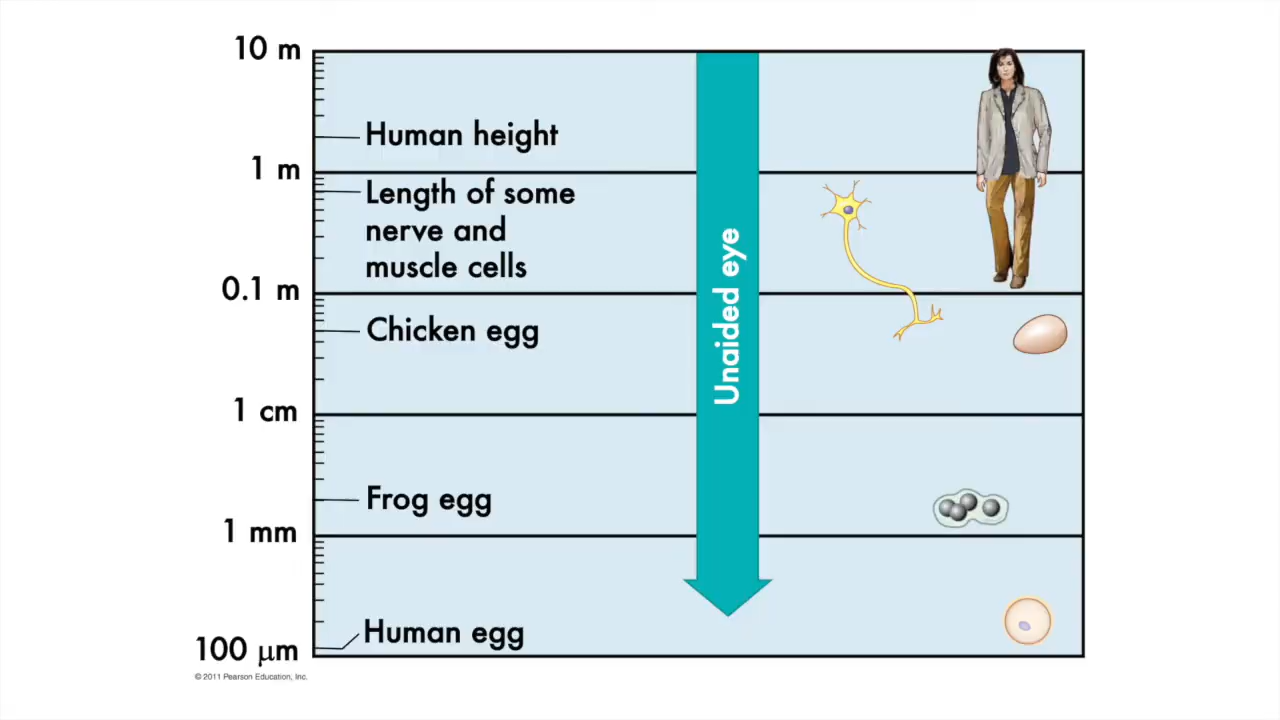 10 m
Human height
1 m
Length of some
nerve and
muscle cells
0.1 m
Chicken egg
Unaided eye
1 cm
Frog egg
1 mm
Human egg
100 μm
© 2011 Pearson Education, Inc.